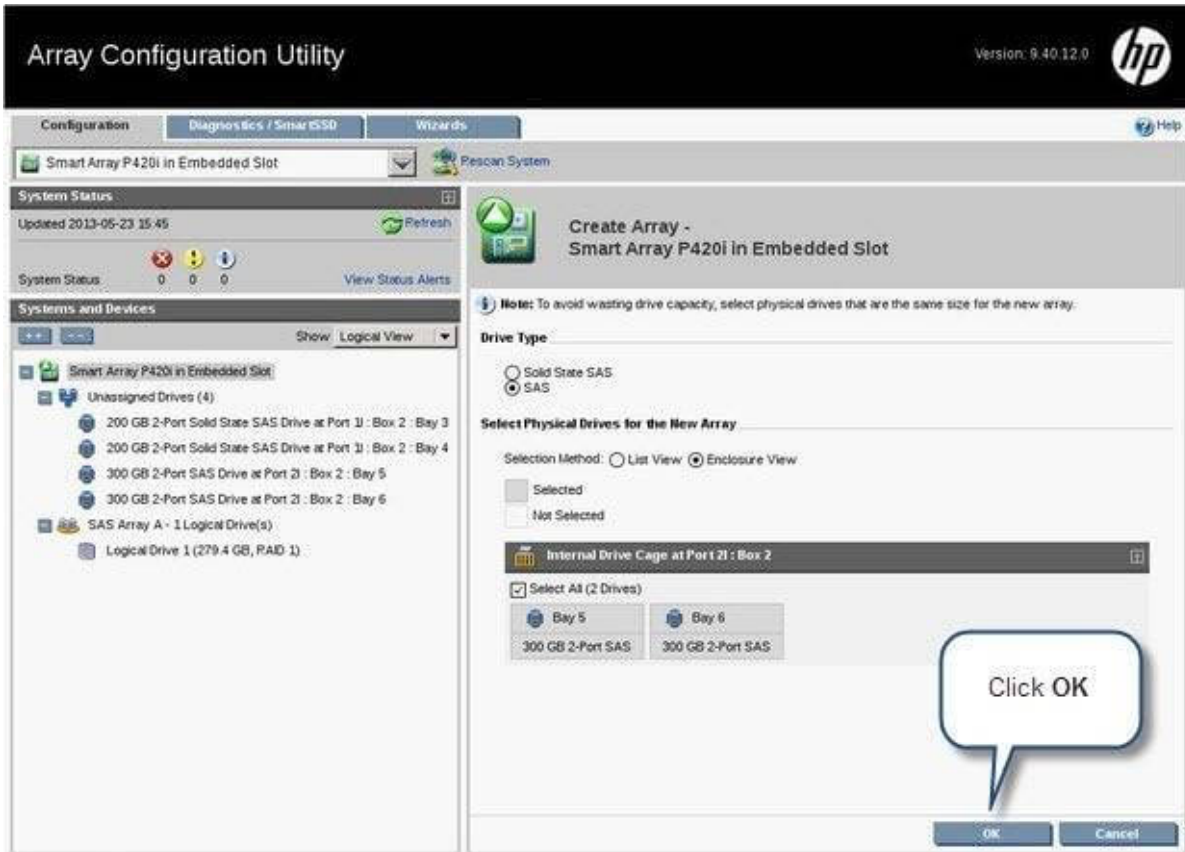 Array Configuration Utility
Version: 9.40.12.0
hp
Configuration
Diagnostics / SmartSSD
Wizards
Help
Smart Array P420i in Embedded Slot
Rescan System
System Status
Updated 2013-05-23 15:45
Refresh
System Status
0 0 0
View Status Alerts
Systems and Devices
Show Logical View
Smart Array P420i in Embedded Slot
Unassigned Drives (4)
200 GB 2-Port Solid State SAS Drive at Port 1I : Box 2 : Bay 3
200 GB 2-Port Solid State SAS Drive at Port 1I : Box 2 : Bay 4
300 GB 2-Port SAS Drive at Port 2I : Box 2 : Bay 5
300 GB 2-Port SAS Drive at Port 2I : Box 2 : Bay 6
SAS Array A - 1 Logical Drive(s)
Logical Drive 1 (279.4 GB, RAID 1)
Create Array -
Smart Array P420i in Embedded Slot
Note: To avoid wasting drive capacity, select physical drives that are the same size for the new array.
Drive Type
Solid State SAS
SAS
Select Physical Drives for the New Array
Selection Method: List View Enclosure View
Selected
Not Selected
Internal Drive Cage at Port 2I : Box 2
Select All (2 Drives)
Bay 5
Bay 6
300 GB 2-Port SAS
300 GB 2-Port SAS
Click OK
OK
Cancel